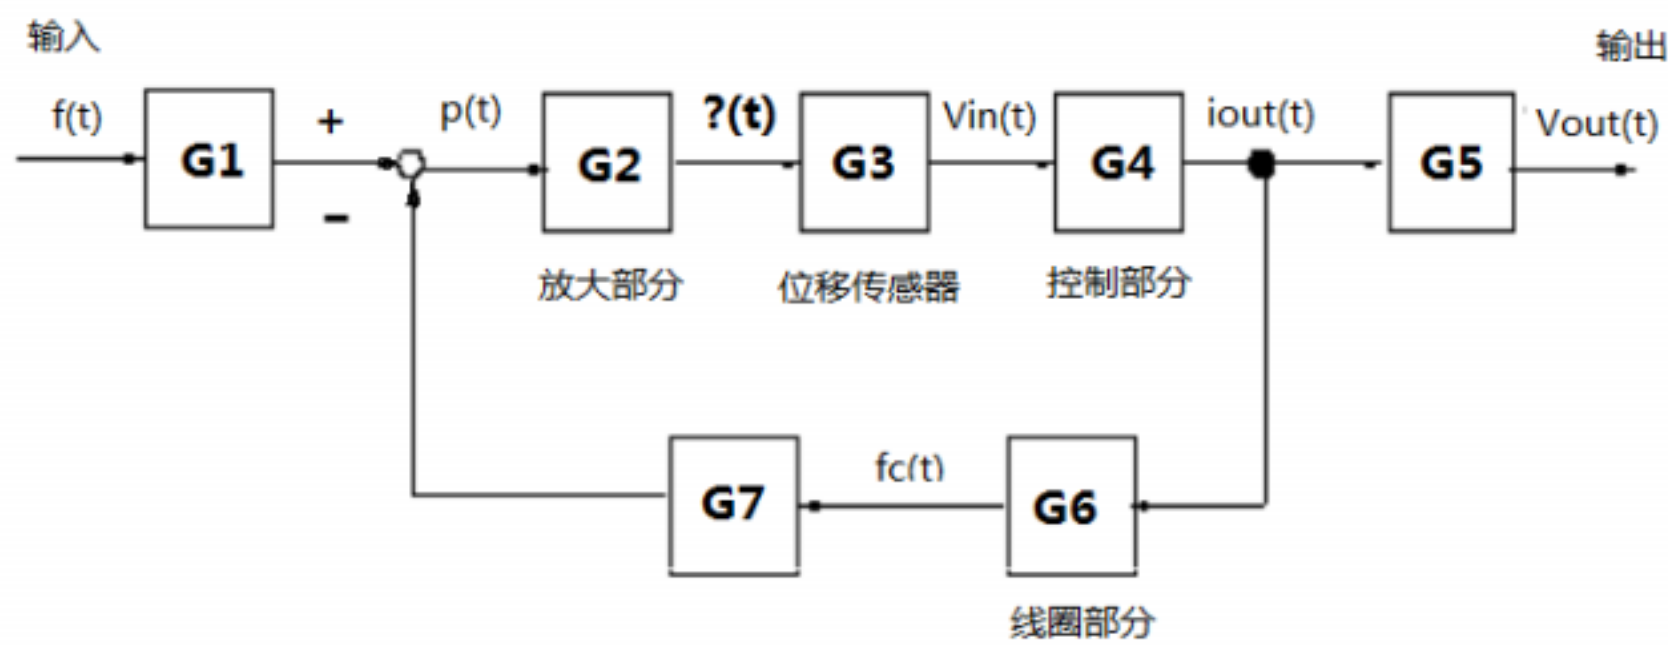 输入
输出
f(t)
G1
+
-
p(t)
G2
?(t)
G3
Vin(t)
G4
iout(t)
G5
Vout(t)
放大部分
位移传感器
控制部分
G7
fc(t)
G6
线圈部分